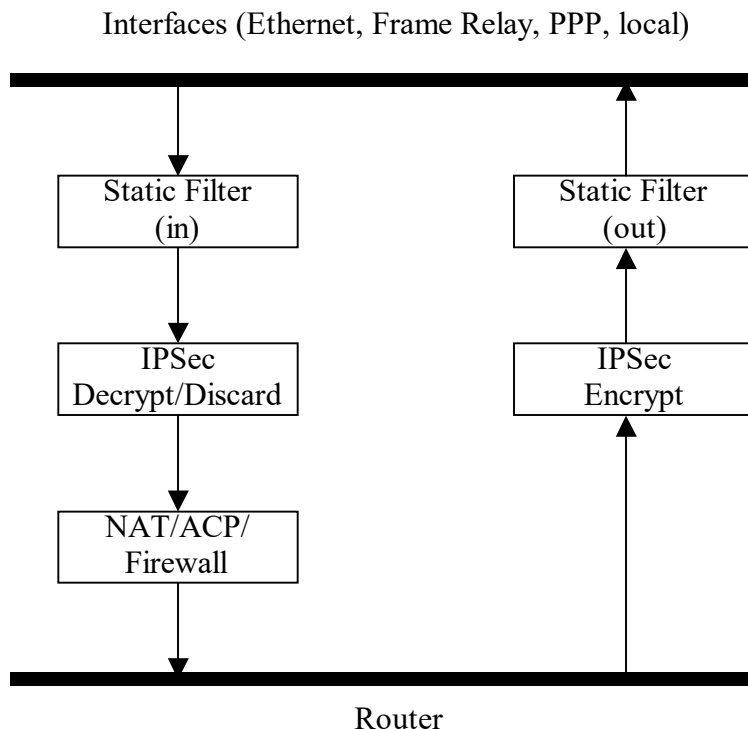 Interfaces (Ethernet, Frame Relay, PPP, local)
Static Filter
(in)
Static Filter
(out)
IPSec
Decrypt/Discard
IPSec
Encrypt
NAT/ACP/
Firewall
Router